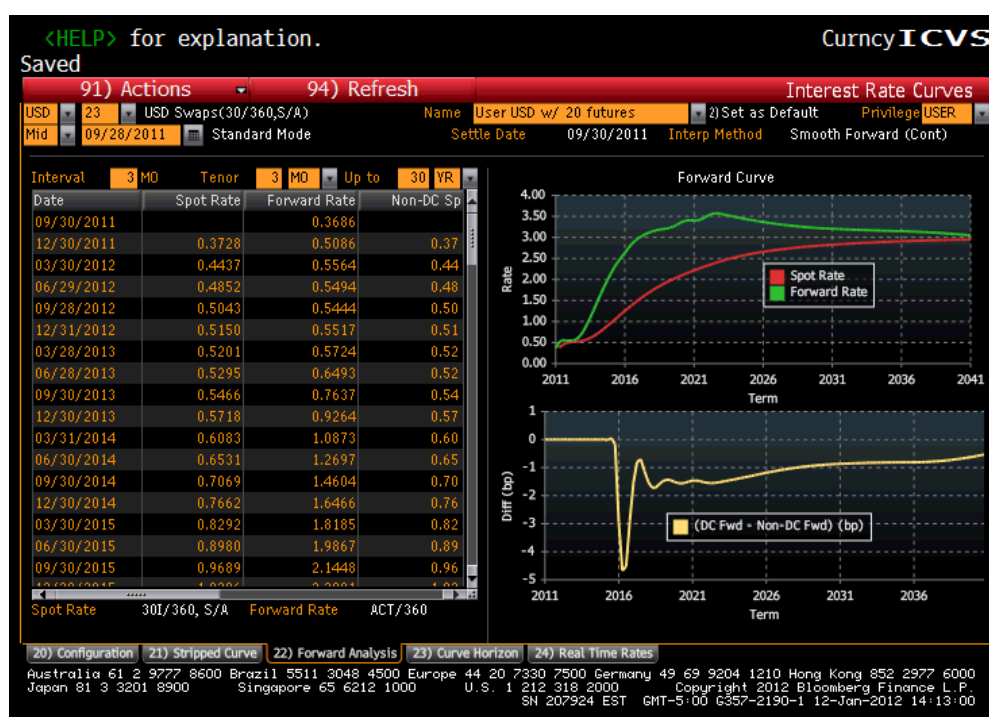 <HELP> for explanation. Curncy ICVS
Saved
91) Actions 94) Refresh Interest Rate Curves
USD 23 USD Swaps(30/360,S/A) Name User USD w/ 20 futures 2) Set as Default Privilege USER
Mid 09/28/2011 Standard Mode Settle Date 09/30/2011 Interp Method Smooth Forward (Cont)
Interval 3 MO Tenor 3 MO Up to 30 YR
Date Spot Rate Forward Rate Non-DC Sp
09/30/2011 0.3686
12/30/2011 0.3728 0.5086 0.37
03/30/2012 0.4437 0.5564 0.44
06/29/2012 0.4852 0.5494 0.48
09/28/2012 0.5043 0.5444 0.50
12/31/2012 0.5150 0.5517 0.51
03/28/2013 0.5201 0.5724 0.52
06/28/2013 0.5295 0.6493 0.52
09/30/2013 0.5466 0.7637 0.54
12/30/2013 0.5718 0.9264 0.57
03/31/2014 0.6083 1.0873 0.60
06/30/2014 0.6531 1.2697 0.65
09/30/2014 0.7069 1.4604 0.70
12/30/2014 0.7662 1.6466 0.76
03/30/2015 0.8292 1.8185 0.82
06/30/2015 0.8980 1.9867 0.89
09/30/2015 0.9689 2.1448 0.96
Spot Rate 30I/360, S/A Forward Rate ACT/360
Forward Curve
4.00
3.50
3.00
2.50
2.00
1.50
1.00
0.50
0.00
Rate
Spot Rate
Forward Rate
2011 2016 2021 2026 2031 2036 2041
Term
1
0
-1
-2
-3
-4
-5
Diff (bp)
(DC Fwd - Non-DC Fwd) (bp)
2011 2016 2021 2026 2031 2036
Term
20) Configuration 21) Stripped Curve 22) Forward Analysis 23) Curve Horizon 24) Real Time Rates
Australia 61 2 9777 8600 Brazil 5511 3048 4500 Europe 44 20 7330 7500 Germany 49 69 9204 1210 Hong Kong 852 2977 6000
Japan 81 3 3201 8900 Singapore 65 6212 1000 U.S. 1 212 318 2000 Copyright 2012 Bloomberg Finance L.P.
SN 207924 EST GMT-5:00 G357-2190-1 12-Jan-2012 14:13:00